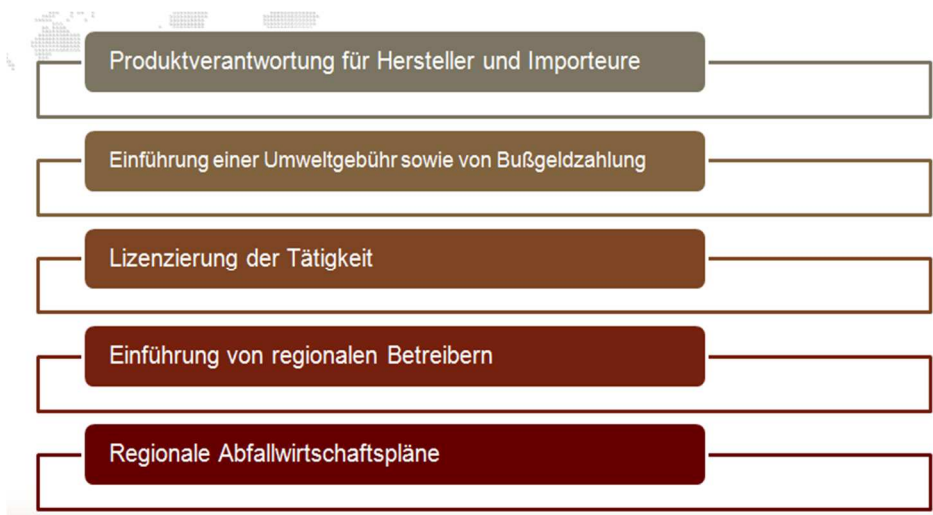 Produktverantwortung für Hersteller und Importeure
Einführung einer Umweltgebühr sowie von Bußgeldzahlung
Lizenzierung der Tätigkeit
Einführung von regionalen Betreibern
Regionale Abfallwirtschaftspläne